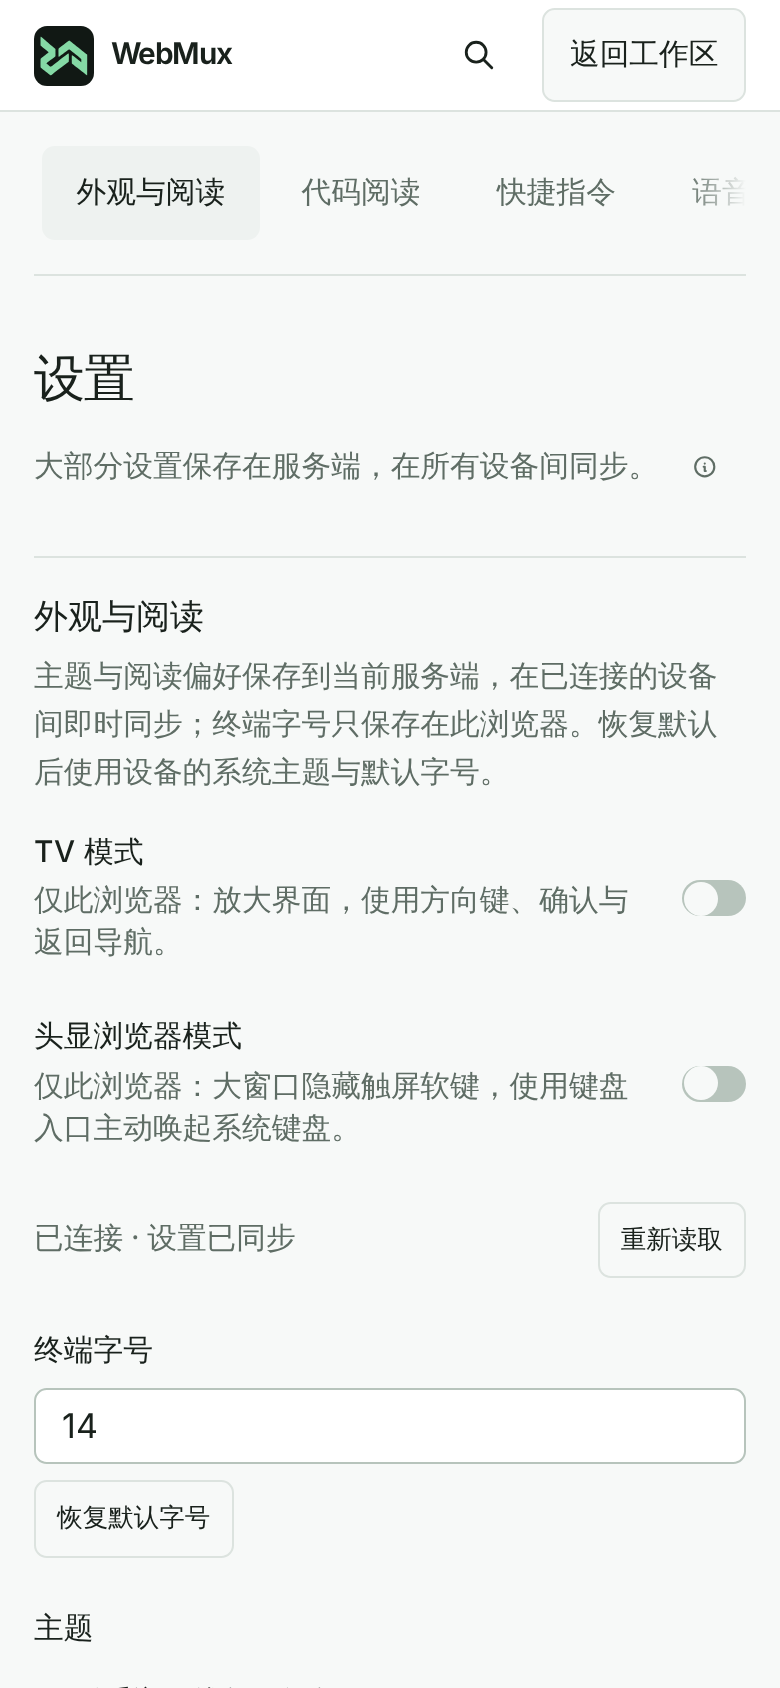 WebMux
返回工作区
外观与阅读
代码阅读
快捷指令
语音
设置
大部分设置保存在服务端，在所有设备间同步。
外观与阅读
主题与阅读偏好保存到当前服务端，在已连接的设备
间即时同步；终端字号只保存在此浏览器。恢复默认
后使用设备的系统主题与默认字号。
TV 模式
仅此浏览器：放大界面，使用方向键、确认与
返回导航。
头显浏览器模式
仅此浏览器：大窗口隐藏触屏软键，使用键盘
入口主动唤起系统键盘。
已连接 · 设置已同步
重新读取
终端字号
14
恢复默认字号
主题